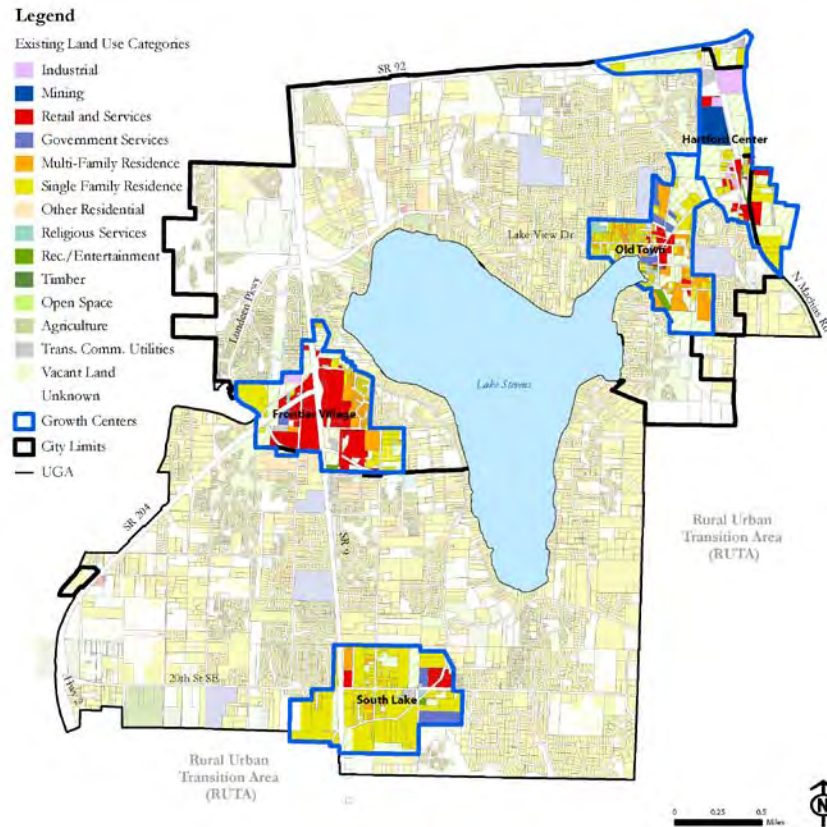 Legend
Existing Land Use Categories
Industrial
Mining
Retail and Services
Government Services
Multi-Family Residence
Single Family Residence
Other Residential
Religious Services
Rec./Entertainment
Timber
Open Space
Agriculture
Trans. Comm. Utilities
Vacant Land
Unknown
Growth Centers
City Limits
UGA
SR 92
Hartford Center
Lake View Dr
Old Town
N Machias Rd
Lundeen Pkwy
Lake Stevens
Frontier Village
SR 204
SR 9
Rural Urban
Transition Area
(RUTA)
Hwy 2
20th St SE
South Lake
Rural Urban
Transition Area
(RUTA)
N
0 0.25 0.5
Miles